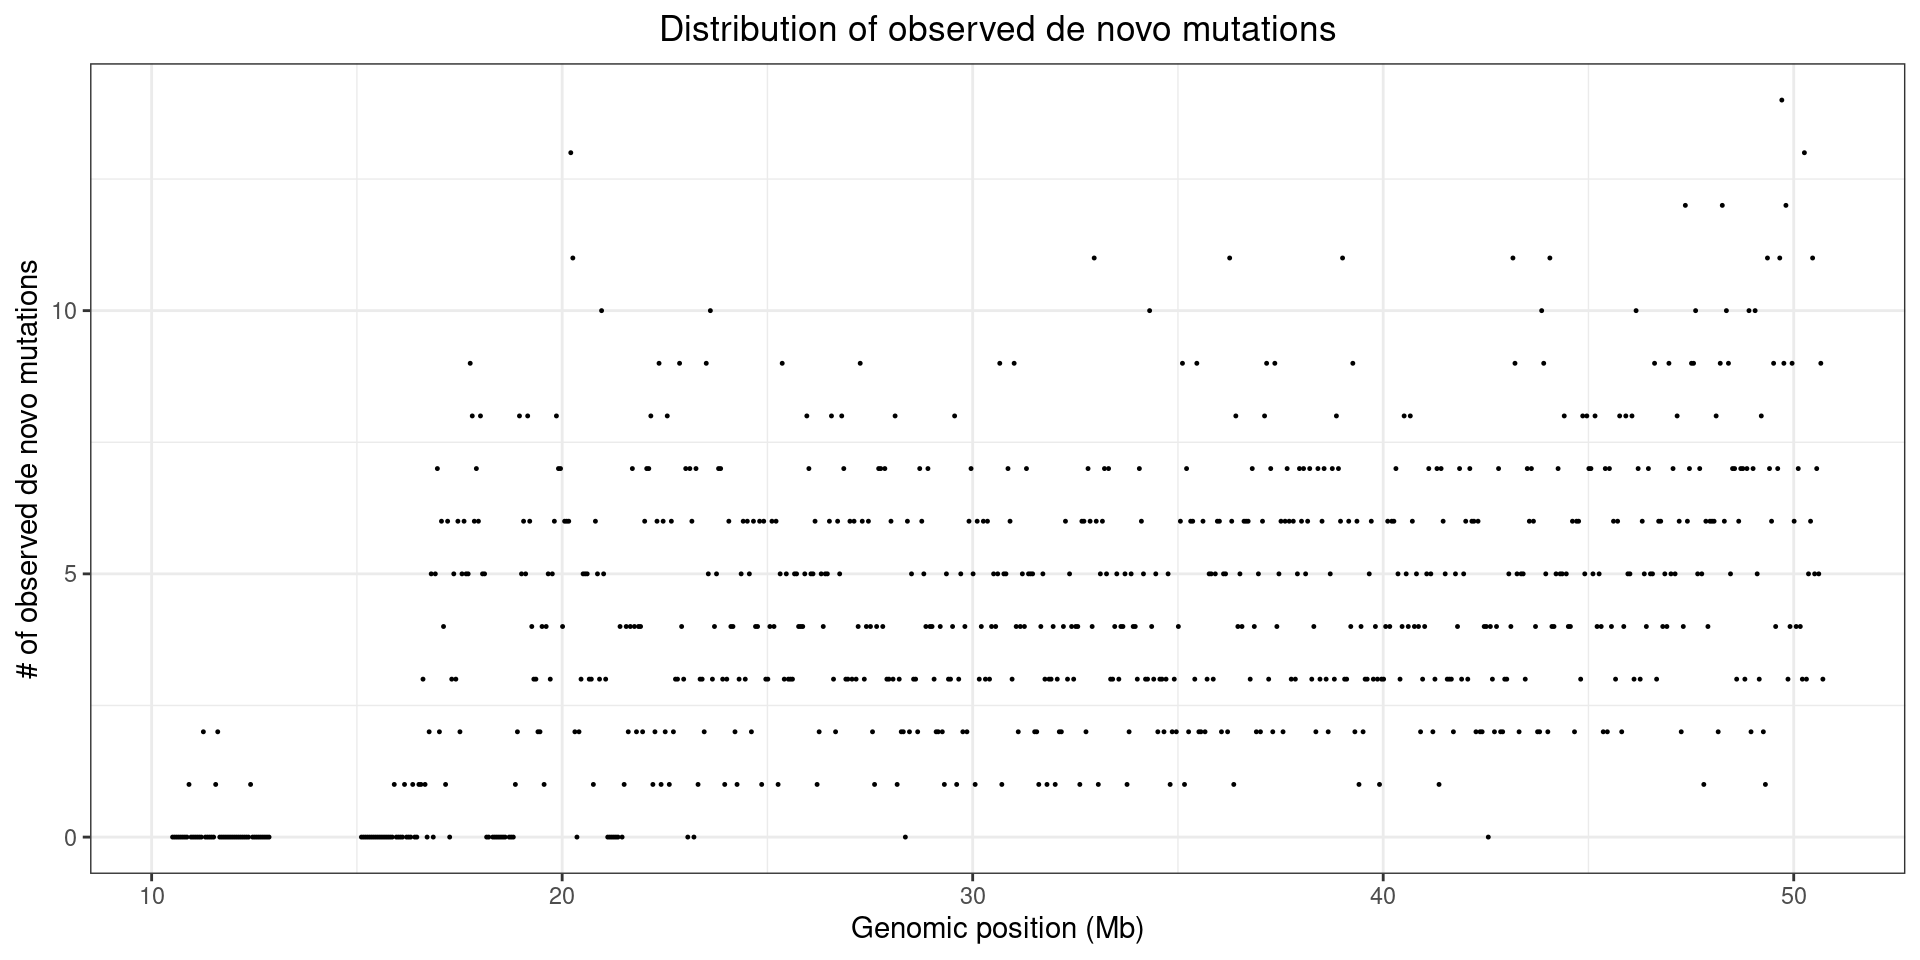 Distribution of observed de novo mutations
# of observed de novo mutations
10
5
0
10 20 30 40 50
Genomic position (Mb)